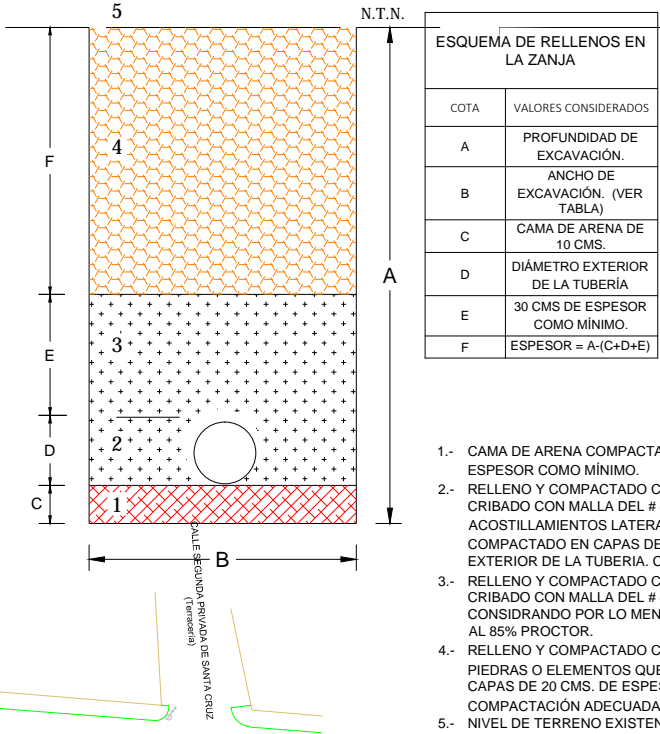 5
N.T.N.
F
4
A
E
3
D
2
C
1
B
CALLE SEGUNDA PRIVADA DE SANTA CRUZ
(Terraceria)
ESQUEMA DE RELLENOS EN
LA ZANJA
COTA VALORES CONSIDERADOS
A PROFUNDIDAD DE
EXCAVACIÓN.
B ANCHO DE
EXCAVACIÓN. (VER
TABLA)
C CAMA DE ARENA DE
10 CMS.
D DIÁMETRO EXTERIOR
DE LA TUBERÍA
E 30 CMS DE ESPESOR
COMO MÍNIMO.
F ESPESOR = A-(C+D+E)
1.- CAMA DE ARENA COMPACTA
ESPESOR COMO MÍNIMO.
2.- RELLENO Y COMPACTADO C
CRIBADO CON MALLA DEL #
ACOSTILLAMIENTOS LATERA
COMPACTADO EN CAPAS DE
EXTERIOR DE LA TUBERIA. C
3.- RELLENO Y COMPACTADO C
CRIBADO CON MALLA DEL #
CONSIDRANDO POR LO MEN
AL 85% PROCTOR.
4.- RELLENO Y COMPACTADO C
PIEDRAS O ELEMENTOS QUE
CAPAS DE 20 CMS. DE ESPES
COMPACTACIÓN ADECUADA
5.- NIVEL DE TERRENO EXISTEN